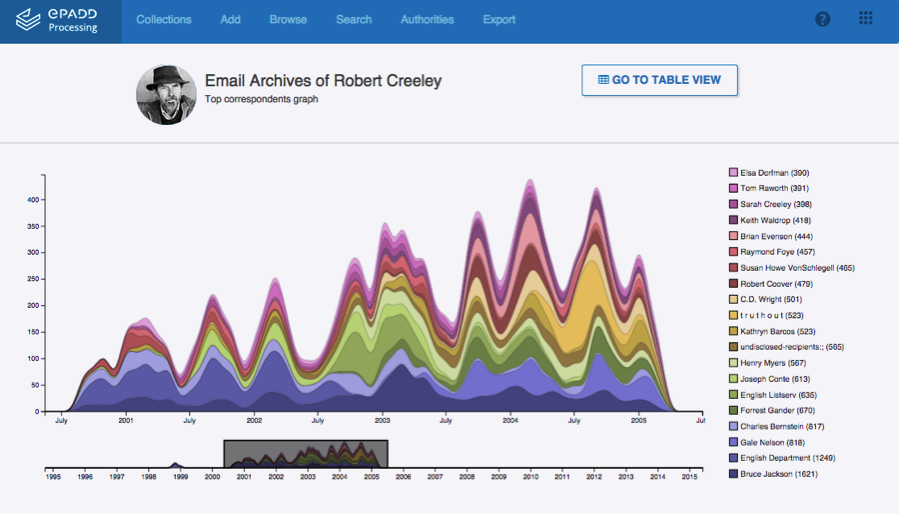 ePADD
Processing
Collections
Add
Browse
Search
Authorities
Export
?
Email Archives of Robert Creeley
Top correspondents graph
GO TO TABLE VIEW
400
350
300
250
200
150
100
50
0
July 2001 July 2002 July 2003 July 2004 July 2005 Jul
1995 1996 1997 1998 1999 2000 2001 2002 2003 2004 2005 2006 2007 2008 2009 2010 2011 2012 2013 2014 2015
Elsa Dorfman (390)
Tom Raworth (391)
Sarah Creeley (398)
Keith Waldrop (418)
Brian Evenson (444)
Raymond Foye (457)
Susan Howe VonSchlegell (465)
Robert Coover (479)
C.D. Wright (501)
t r u t h o u t (523)
Kathryn Barcos (523)
undisclosed-recipients:; (565)
Henry Myers (567)
Joseph Conte (613)
English Listserv (635)
Forrest Gander (670)
Charles Bernstein (817)
Gale Nelson (818)
English Department (1249)
Bruce Jackson (1621)